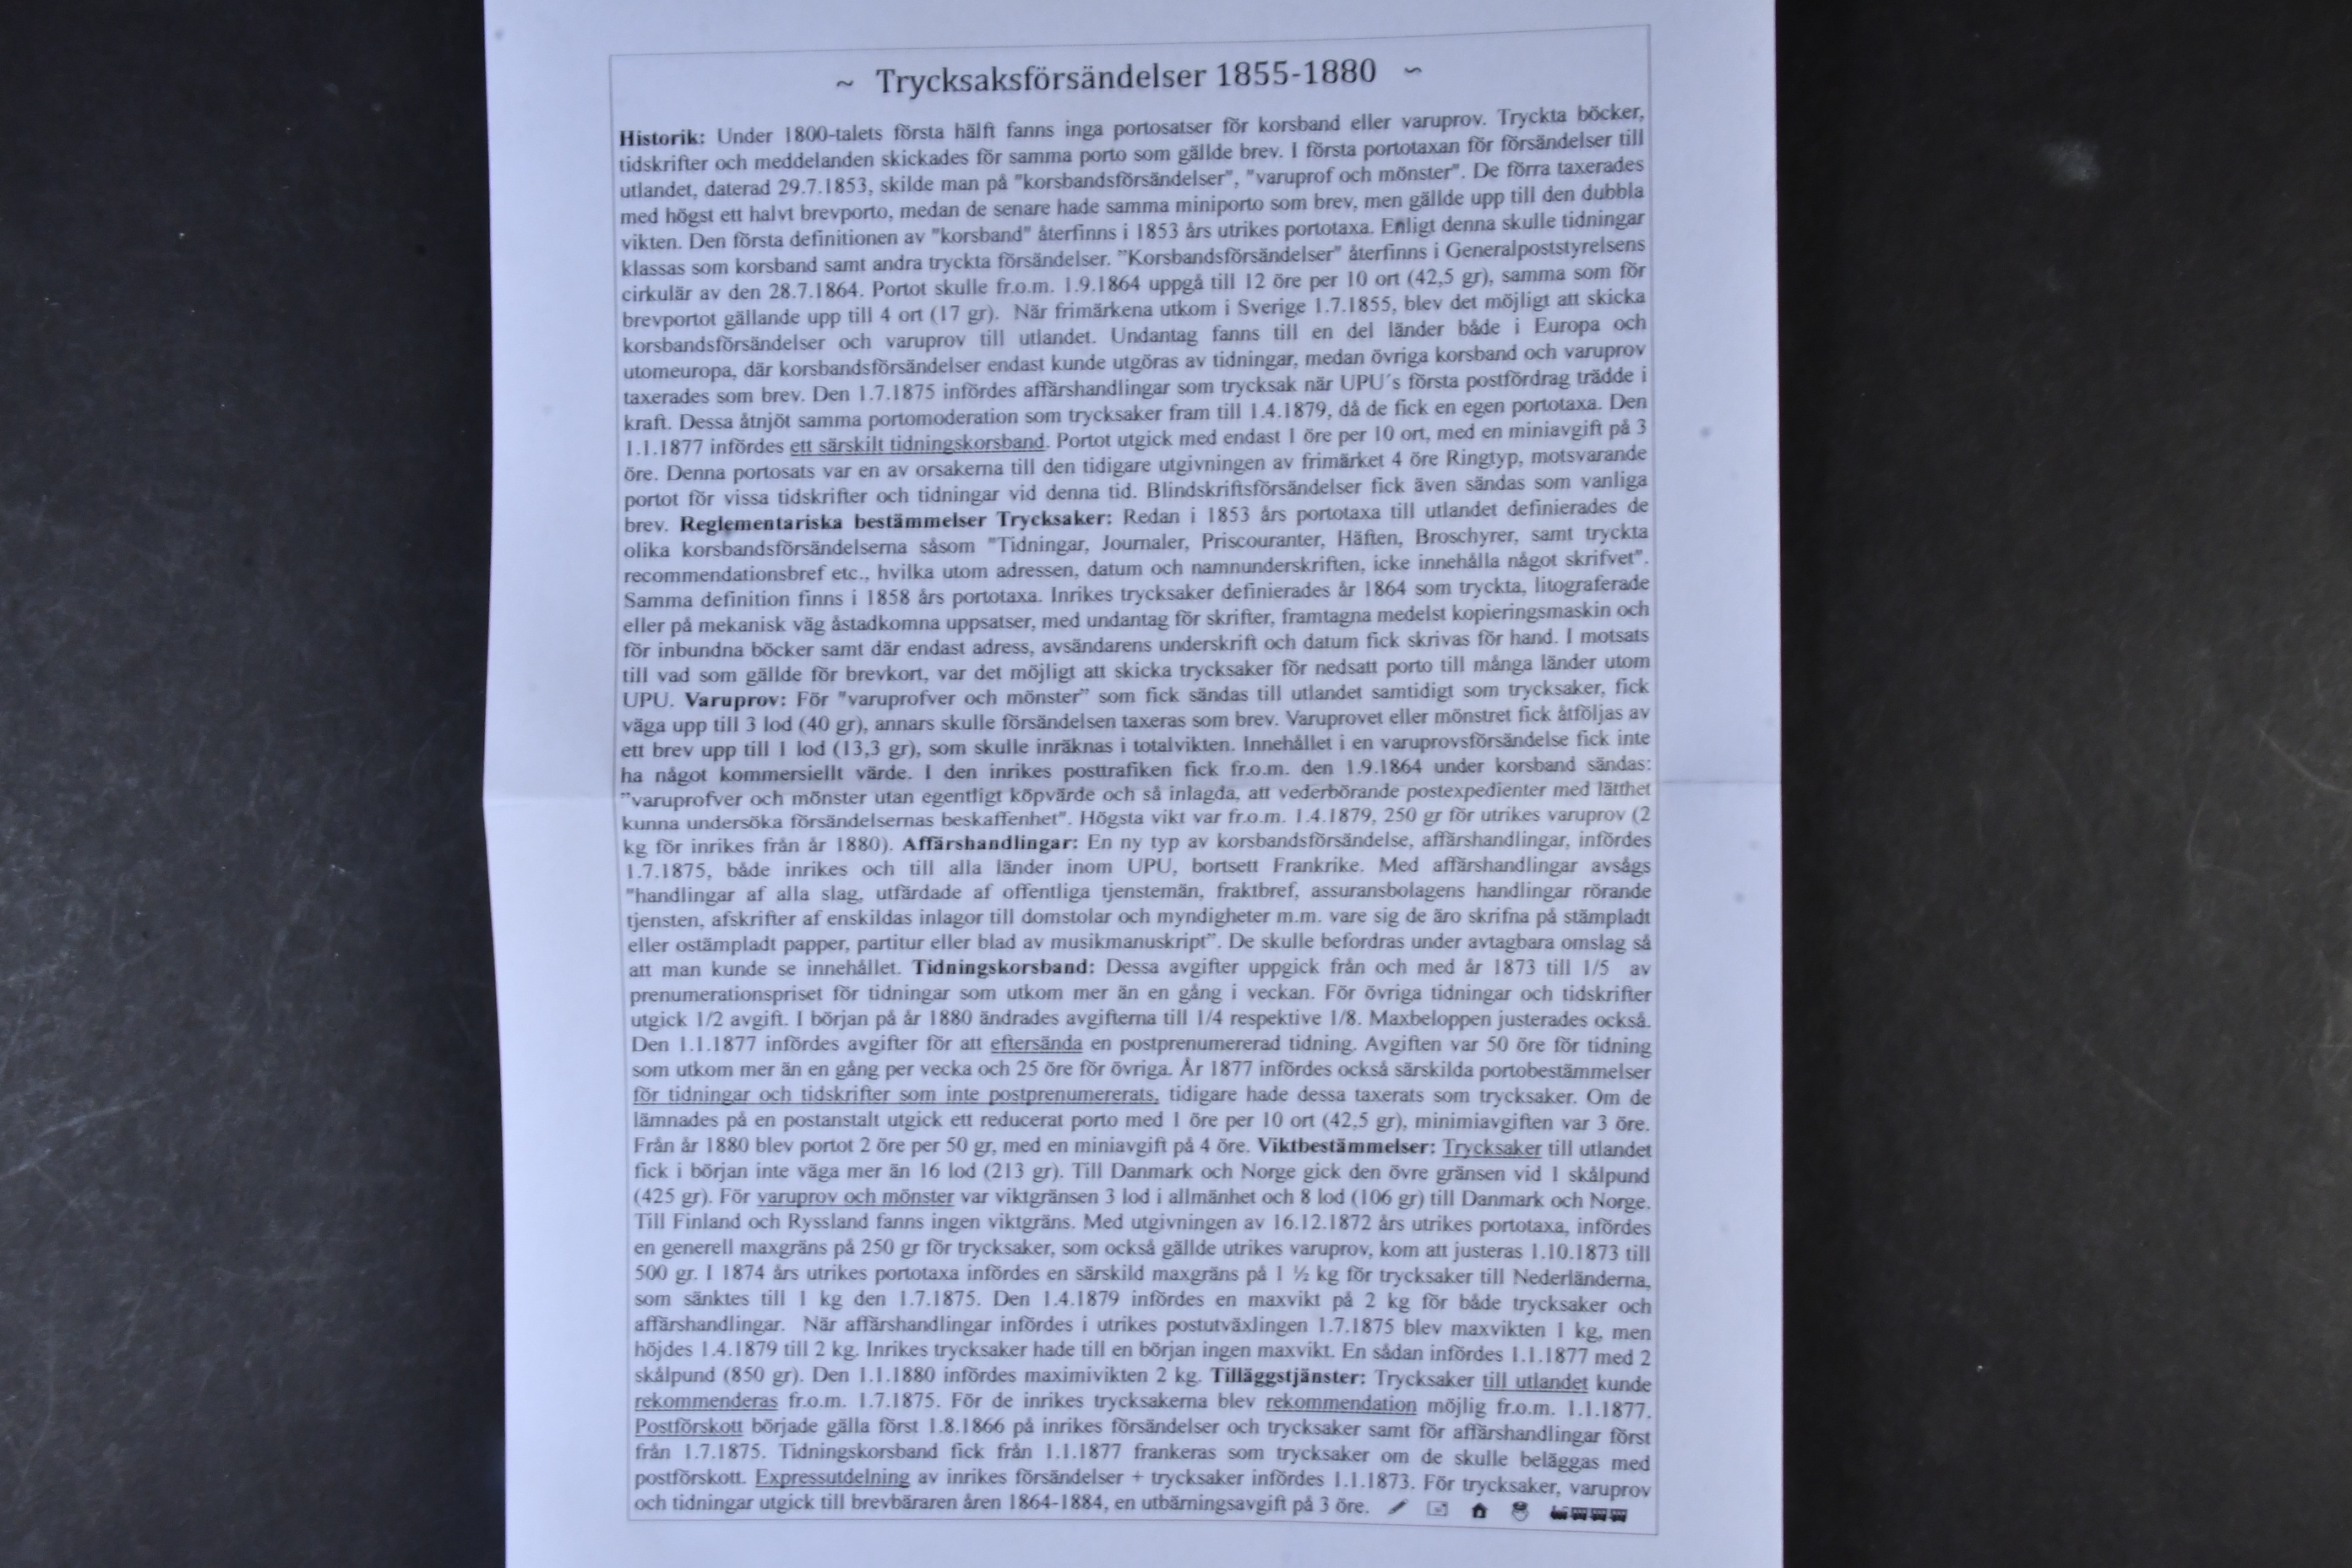 ~ Trycksaksförsändelser 1855-1880 ~
Historik: Under 1800-talets första hälft fanns inga portosatser för korsband eller varuprov. Tryckta böcker,
tidskrifter och meddelanden skickades för samma porto som gällde brev. I första portotaxan för försändelser till
utlandet, daterad 29.7.1853, skilde man på "korsbandsförsändelser", "varuprof och mönster". De förra taxerades
med högst ett halvt brevporto, medan de senare hade samma miniporto som brev, men gällde upp till den dubbla
vikten. Den första definitionen av "korsband" återfinns i 1853 års utrikes portotaxa. Enligt denna skulle tidningar
klassas som korsband samt andra tryckta försändelser. "Korsbandsförsändelser" återfinns i Generalpoststyrelsens
cirkulär av den 28.7.1864. Portot skulle fr.o.m. 1.9.1864 uppgå till 12 öre per 10 ort (42,5 gr), samma som för
brevportot gällande upp till 4 ort (17 gr). När frimärkena utkom i Sverige 1.7.1855, blev det möjligt att skicka
korsbandsförsändelser och varuprov till utlandet. Undantag fanns till en del länder både i Europa och
utomeuropa, där korsbandsförsändelser endast kunde utgöras av tidningar, medan övriga korsband och varuprov
taxerades som brev. Den 1.7.1875 infördes affärshandlingar som trycksak när UPU´s första postfördrag trädde i
kraft. Dessa åtnjöt samma portomoderation som trycksaker fram till 1.4.1879, då de fick en egen portotaxa. Den
1.1.1877 infördes ett särskilt tidningskorsband. Portot utgick med endast 1 öre per 10 ort, med en miniavgift på 3
öre. Denna portosats var en av orsakerna till den tidigare utgivningen av frimärket 4 öre Ringtyp, motsvarande
portot för vissa tidskrifter och tidningar vid denna tid. Blindskriftsförsändelser fick även sändas som vanliga
brev. Reglementariska bestämmelser Trycksaker: Redan i 1853 års portotaxa till utlandet definierades de
olika korsbandsförsändelserna såsom "Tidningar, Journaler, Priscouranter, Häften, Broschyrer, samt tryckta
recommendationsbref etc., hvilka utom adressen, datum och namnunderskriften, icke innehålla något skrifvet".
Samma definition finns i 1858 års portotaxa. Inrikes trycksaker definierades år 1864 som tryckta, litograferade
eller på mekanisk väg åstadkomna uppsatser, med undantag för skrifter, framtagna medelst kopieringsmaskin och
för inbundna böcker samt där endast adress, avsändarens underskrift och datum fick skrivas för hand. I motsats
till vad som gällde för brevkort, var det möjligt att skicka trycksaker för nedsatt porto till många länder utom
UPU. Varuprov: För "varuprofver och mönster" som fick sändas till utlandet samtidigt som trycksaker, fick
väga upp till 3 lod (40 gr), annars skulle försändelsen taxeras som brev. Varuprovet eller mönstret fick åtföljas av
ett brev upp till 1 lod (13,3 gr), som skulle inräknas i totalvikten. Innehållet i en varuprovsförsändelse fick inte
ha något kommersiellt värde. I den inrikes posttrafiken fick fr.o.m. den 1.9.1864 under korsband sändas:
"varuprofver och mönster utan egentligt köpvärde och så inlagda, att vederbörande postexpedienter med lätthet
kunna undersöka försändelsernas beskaffenhet". Högsta vikt var fr.o.m. 1.4.1879, 250 gr för utrikes varuprov (2
kg för inrikes från år 1880). Affärshandlingar: En ny typ av korsbandsförsändelse, affärshandlingar, infördes
1.7.1875, både inrikes och till alla länder inom UPU, bortsett Frankrike. Med affärshandlingar avsågs
"handlingar af alla slag, utfärdade af offentliga tjenstemän, fraktbref, assuransbolagens handlingar rörande
tjensten, afskrifter af enskildas inlagor till domstolar och myndigheter m.m. vare sig de äro skrifna på stämpladt
eller ostämpladt papper, partitur eller blad av musikmanuskript". De skulle befordras under avtagbara omslag så
att man kunde se innehållet. Tidningskorsband: Dessa avgifter uppgick från och med år 1873 till 1/5 av
prenumerationspriset för tidningar som utkom mer än en gång i veckan. För övriga tidningar och tidskrifter
utgick 1/2 avgift. I början på år 1880 ändrades avgifterna till 1/4 respektive 1/8. Maxbeloppen justerades också.
Den 1.1.1877 infördes avgifter för att eftersända en postprenumererad tidning. Avgiften var 50 öre för tidning
som utkom mer än en gång per vecka och 25 öre för övriga. År 1877 infördes också särskilda portobestämmelser
för tidningar och tidskrifter som inte postprenumererats, tidigare hade dessa taxerats som trycksaker. Om de
lämnades på en postanstalt utgick ett reducerat porto med 1 öre per 10 ort (42,5 gr), minimiavgiften var 3 öre.
Från år 1880 blev portot 2 öre per 50 gr, med en miniavgift på 4 öre. Viktbestämmelser: Trycksaker till utlandet
fick i början inte väga mer än 16 lod (213 gr). Till Danmark och Norge gick den övre gränsen vid 1 skålpund
(425 gr). För varuprov och mönster var viktgränsen 3 lod i allmänhet och 8 lod (106 gr) till Danmark och Norge.
Till Finland och Ryssland fanns ingen viktgräns. Med utgivningen av 16.12.1872 års utrikes portotaxa, infördes
en generell maxgräns på 250 gr för trycksaker, som också gällde utrikes varuprov, kom att justeras 1.10.1873 till
500 gr. I 1874 års utrikes portotaxa infördes en särskild maxgräns på 1 ½ kg för trycksaker till Nederländerna,
som sänktes till 1 kg den 1.7.1875. Den 1.4.1879 infördes en maxvikt på 2 kg för både trycksaker och
affärshandlingar. När affärshandlingar infördes i utrikes postutväxlingen 1.7.1875 blev maxvikten 1 kg, men
höjdes 1.4.1879 till 2 kg. Inrikes trycksaker hade till en början ingen maxvikt. En sådan infördes 1.1.1877 med 2
skålpund (850 gr). Den 1.1.1880 infördes maximivikten 2 kg. Tilläggstjänster: Trycksaker till utlandet kunde
rekommenderas fr.o.m. 1.7.1875. För de inrikes trycksakerna blev rekommendation möjlig fr.o.m. 1.1.1877.
Postförskott började gälla först 1.8.1866 på inrikes försändelser och trycksaker samt för affärshandlingar först
från 1.7.1875. Tidningskorsband fick från 1.1.1877 frankeras som trycksaker om de skulle beläggas med
postförskott. Expressutdelning av inrikes försändelser + trycksaker infördes 1.1.1873. För trycksaker, varuprov
och tidningar utgick till brevbäraren åren 1864-1884, en utbärningsavgift på 3 öre.